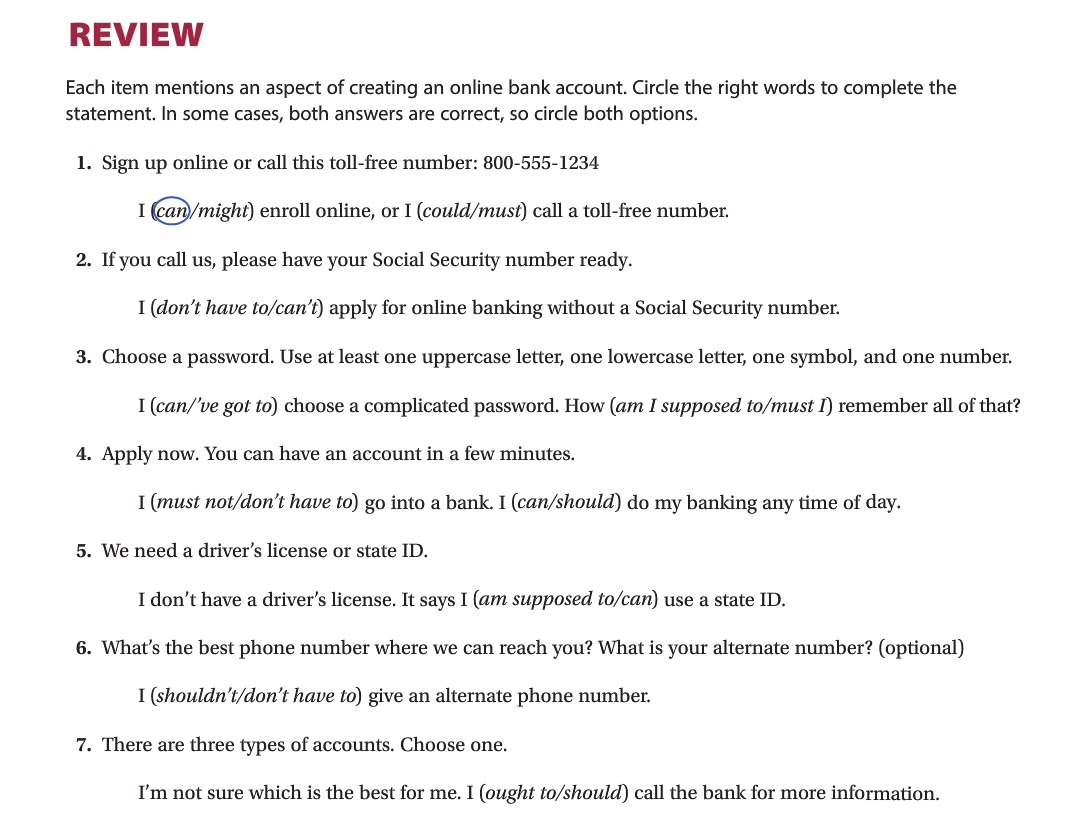 REVIEW
Each item mentions an aspect of creating an online bank account. Circle the right words to complete the
statement. In some cases, both answers are correct, so circle both options.
1. Sign up online or call this toll-free number: 800-555-1234
I (can/might) enroll online, or I (could/must) call a toll-free number.
2. If you call us, please have your Social Security number ready.
I (don’t have to/can’t) apply for online banking without a Social Security number.
3. Choose a password. Use at least one uppercase letter, one lowercase letter, one symbol, and one number.
I (can/’ve got to) choose a complicated password. How (am I supposed to/must I) remember all of that?
4. Apply now. You can have an account in a few minutes.
I (must not/don’t have to) go into a bank. I (can/should) do my banking any time of day.
5. We need a driver’s license or state ID.
I don’t have a driver’s license. It says I (am supposed to/can) use a state ID.
6. What’s the best phone number where we can reach you? What is your alternate number? (optional)
I (shouldn’t/don’t have to) give an alternate phone number.
7. There are three types of accounts. Choose one.
I’m not sure which is the best for me. I (ought to/should) call the bank for more information.